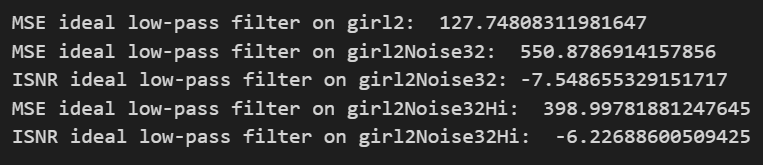 MSE ideal low-pass filter on girl2:  127.74808311981647
MSE ideal low-pass filter on girl2Noise32:  550.8786914157856
ISNR ideal low-pass filter on girl2Noise32: -7.548655329151717
MSE ideal low-pass filter on girl2Noise32Hi:  398.99781881247645
ISNR ideal low-pass filter on girl2Noise32Hi:  -6.22688600509425